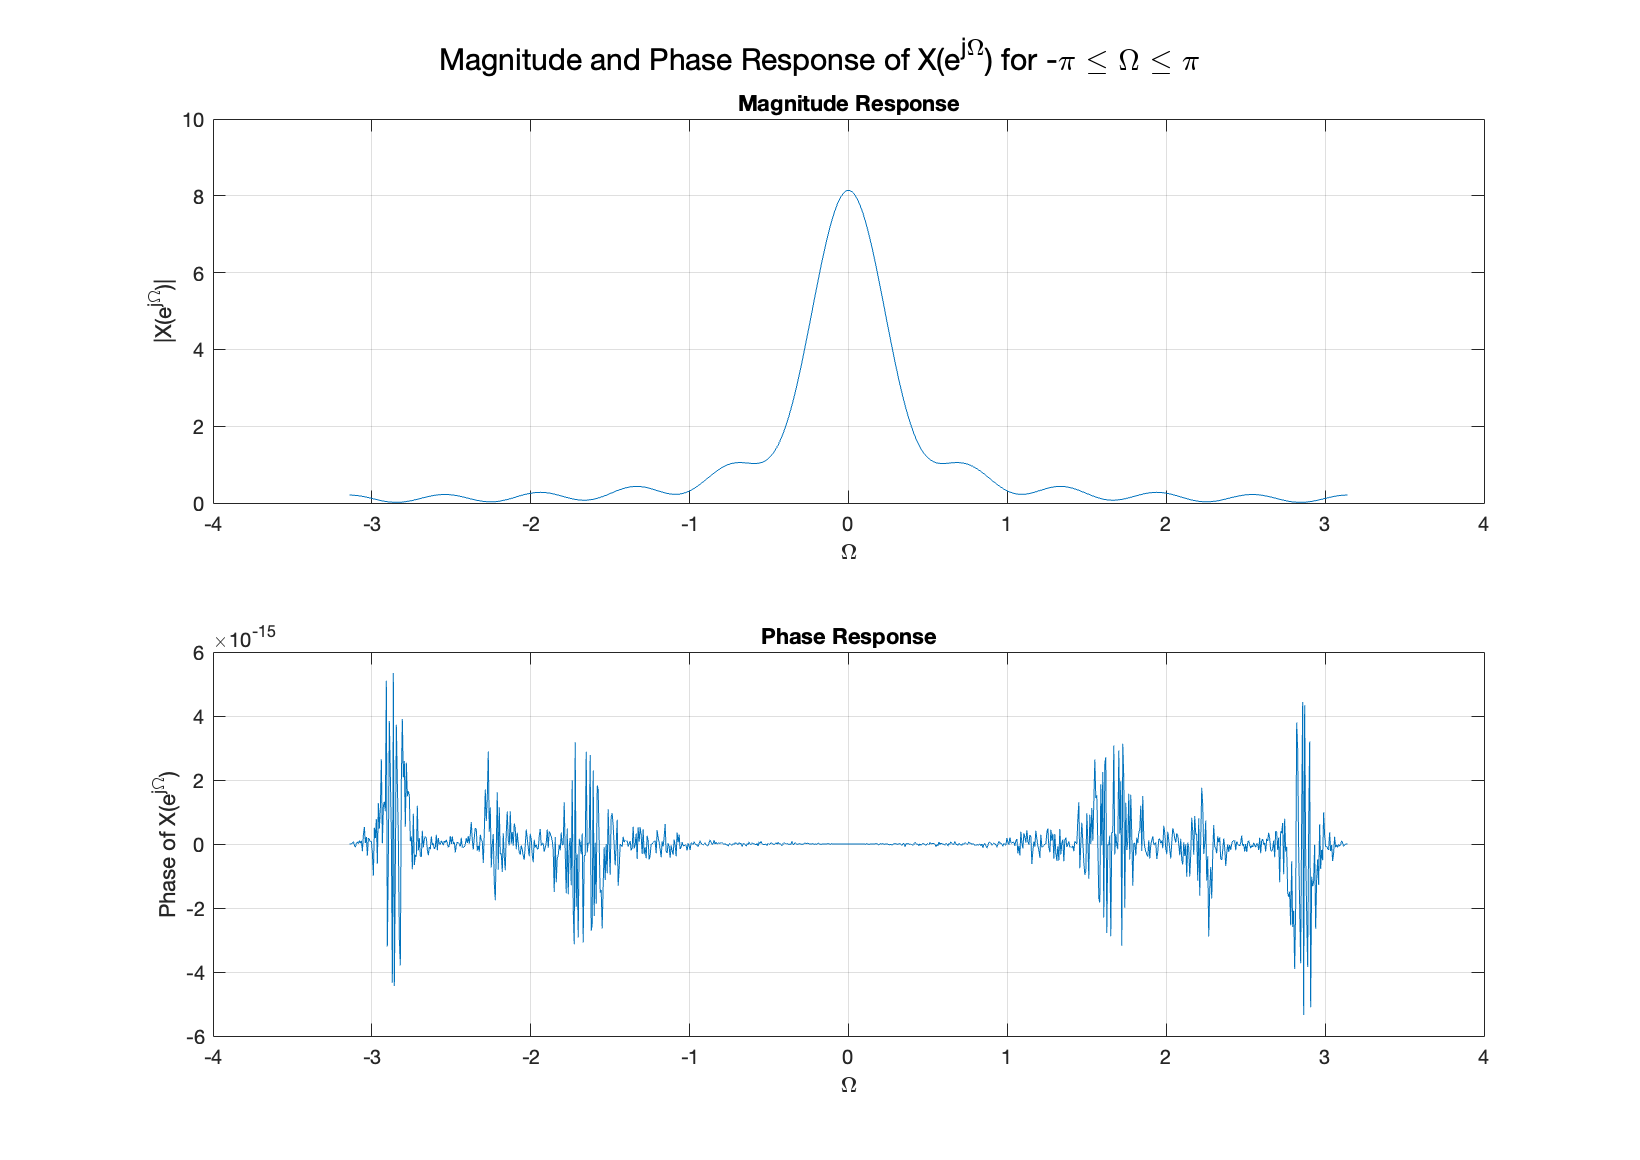 Magnitude and Phase Response of X(e^{jΩ}) for -π ≤ Ω ≤ π
Magnitude Response
|X(e^{jΩ})|
10
8
6
4
2
0
-4 -3 -2 -1 0 1 2 3 4
Ω
Phase Response
×10^{-15}
Phase of X(e^{jΩ})
6
4
2
0
-2
-4
-6
-4 -3 -2 -1 0 1 2 3 4
Ω